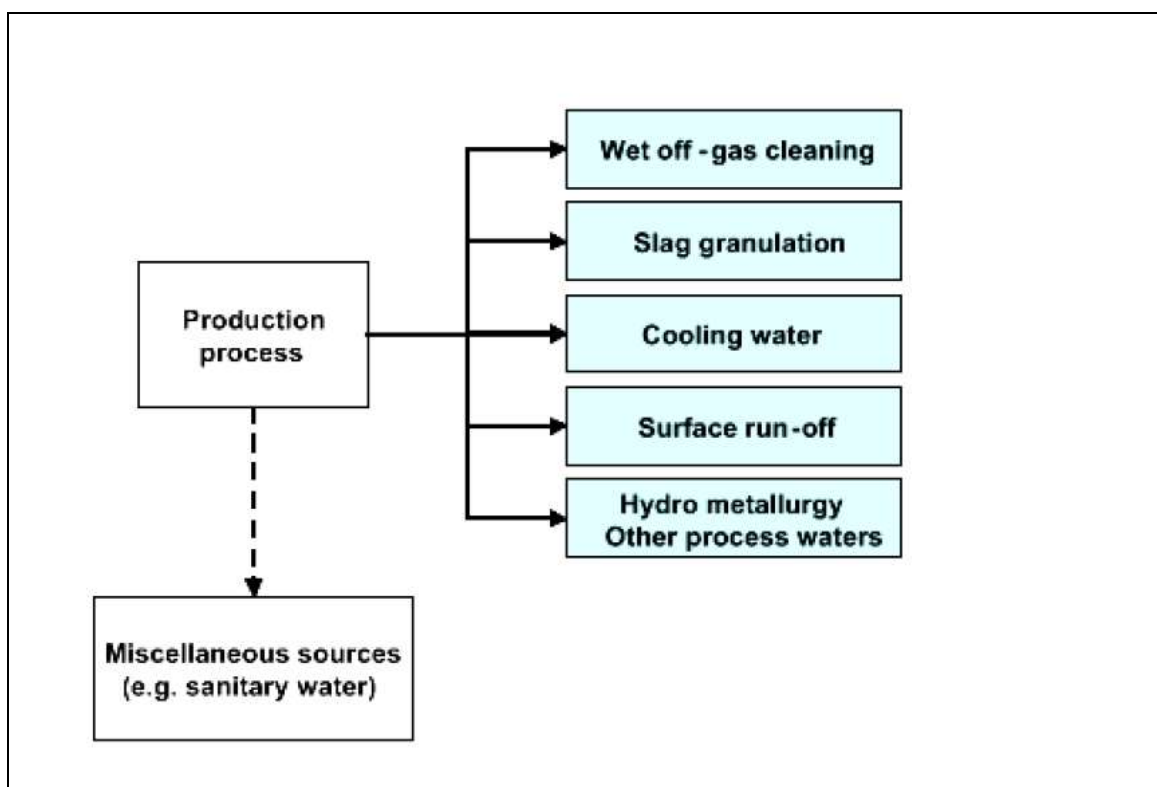 Wet off-gas cleaning
Slag granulation
Production
process
Cooling water
Surface run-off
Hydro metallurgy
Other process waters
Miscellaneous sources
(e.g. sanitary water)